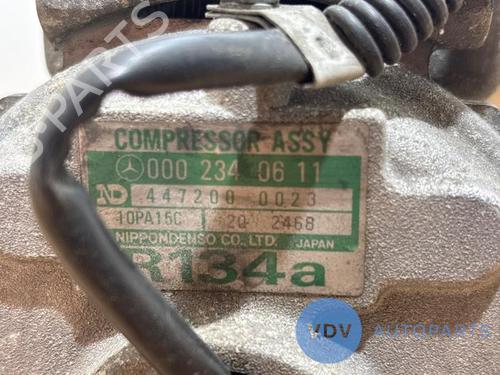 COMPRESSOR ASSY
000 234 06 11
ND 447200 0023
10PA15C 20 2468
NIPPONDENSO CO., LTD. JAPAN
R134a
VDV AUTOPARTS